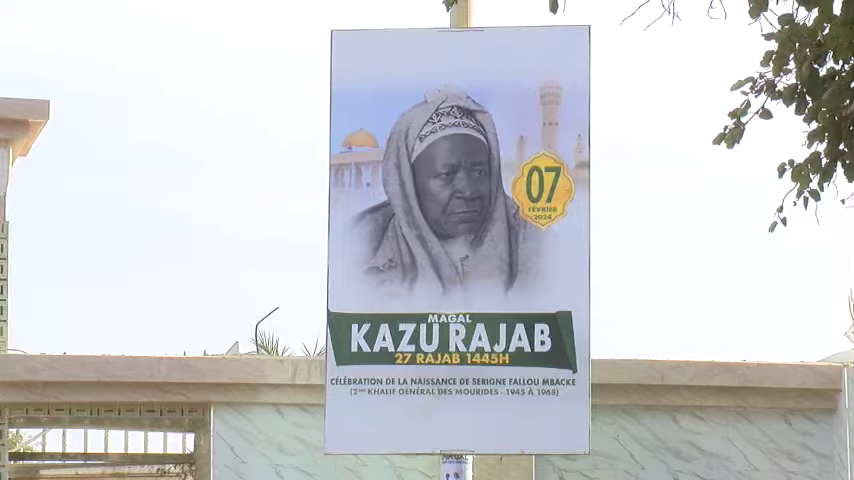 07
FÉVRIER
2024
MAGAL
KAZU RAJAB
27 RAJAB 1445H
CÉLÉBRATION DE LA NAISSANCE DE SERIGNE FALLOU MBACKE
(2ÈME KHALIF GÉNÉRAL DES MOURIDES - 1945 À 1968)
MAGAL